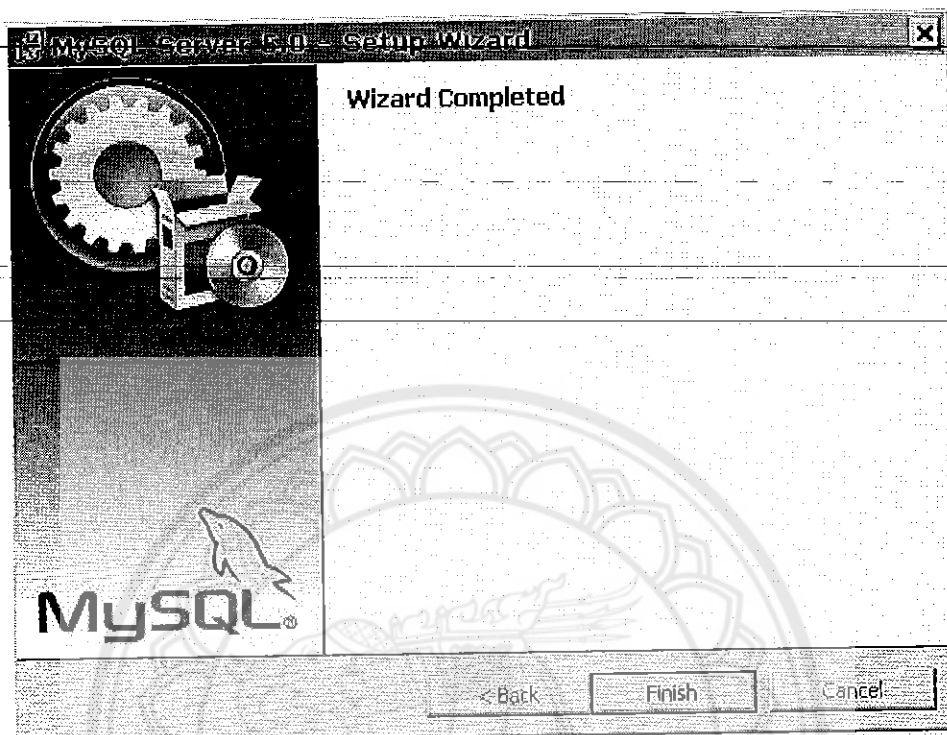 MySQL Server 5.0 - Setup Wizard
Wizard Completed
MySQL®
< Back
Finish
Cancel